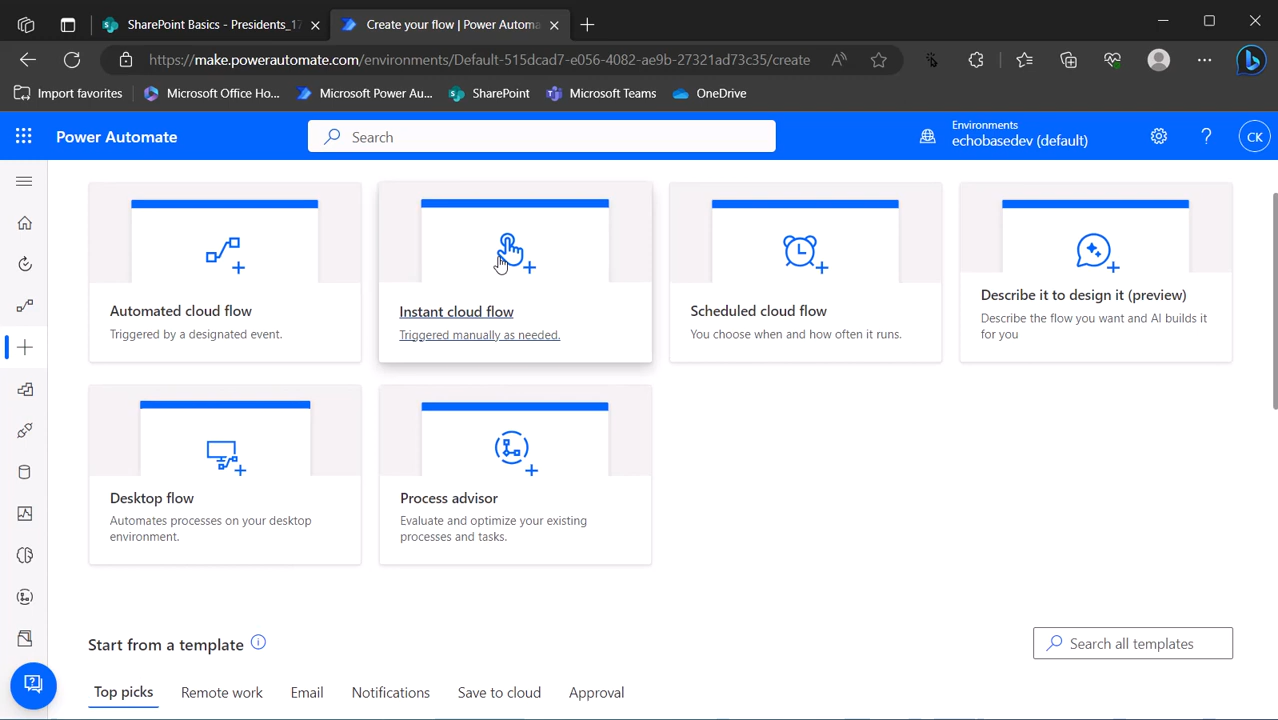 SharePoint Basics - Presidents_17
Create your flow | Power Automa
https://make.powerautomate.com/environments/Default-515dcad7-e056-4082-ae9b-27321ad73c35/create
Import favorites
Microsoft Office Ho...
Microsoft Power Au...
SharePoint
Microsoft Teams
OneDrive
Power Automate
Search
Environments
echobasedev (default)
CK
Automated cloud flow
Triggered by a designated event.
Instant cloud flow
Triggered manually as needed.
Scheduled cloud flow
You choose when and how often it runs.
Describe it to design it (preview)
Describe the flow you want and AI builds it
for you
Desktop flow
Automates processes on your desktop
environment.
Process advisor
Evaluate and optimize your existing
processes and tasks.
Start from a template
Search all templates
Top picks
Remote work
Email
Notifications
Save to cloud
Approval